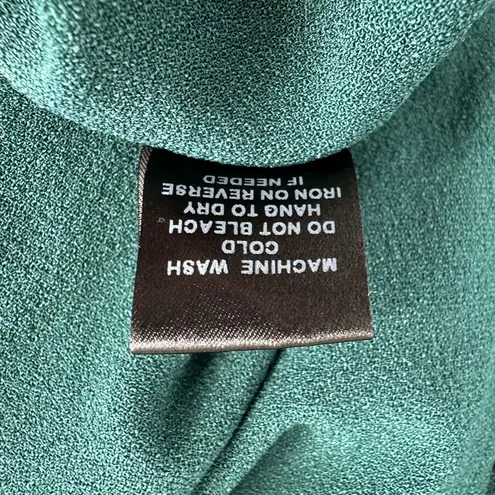 MACHINE WASH
COLD
DO NOT BLEACH
HANG TO DRY
IRON ON REVERSE
IF NEEDED